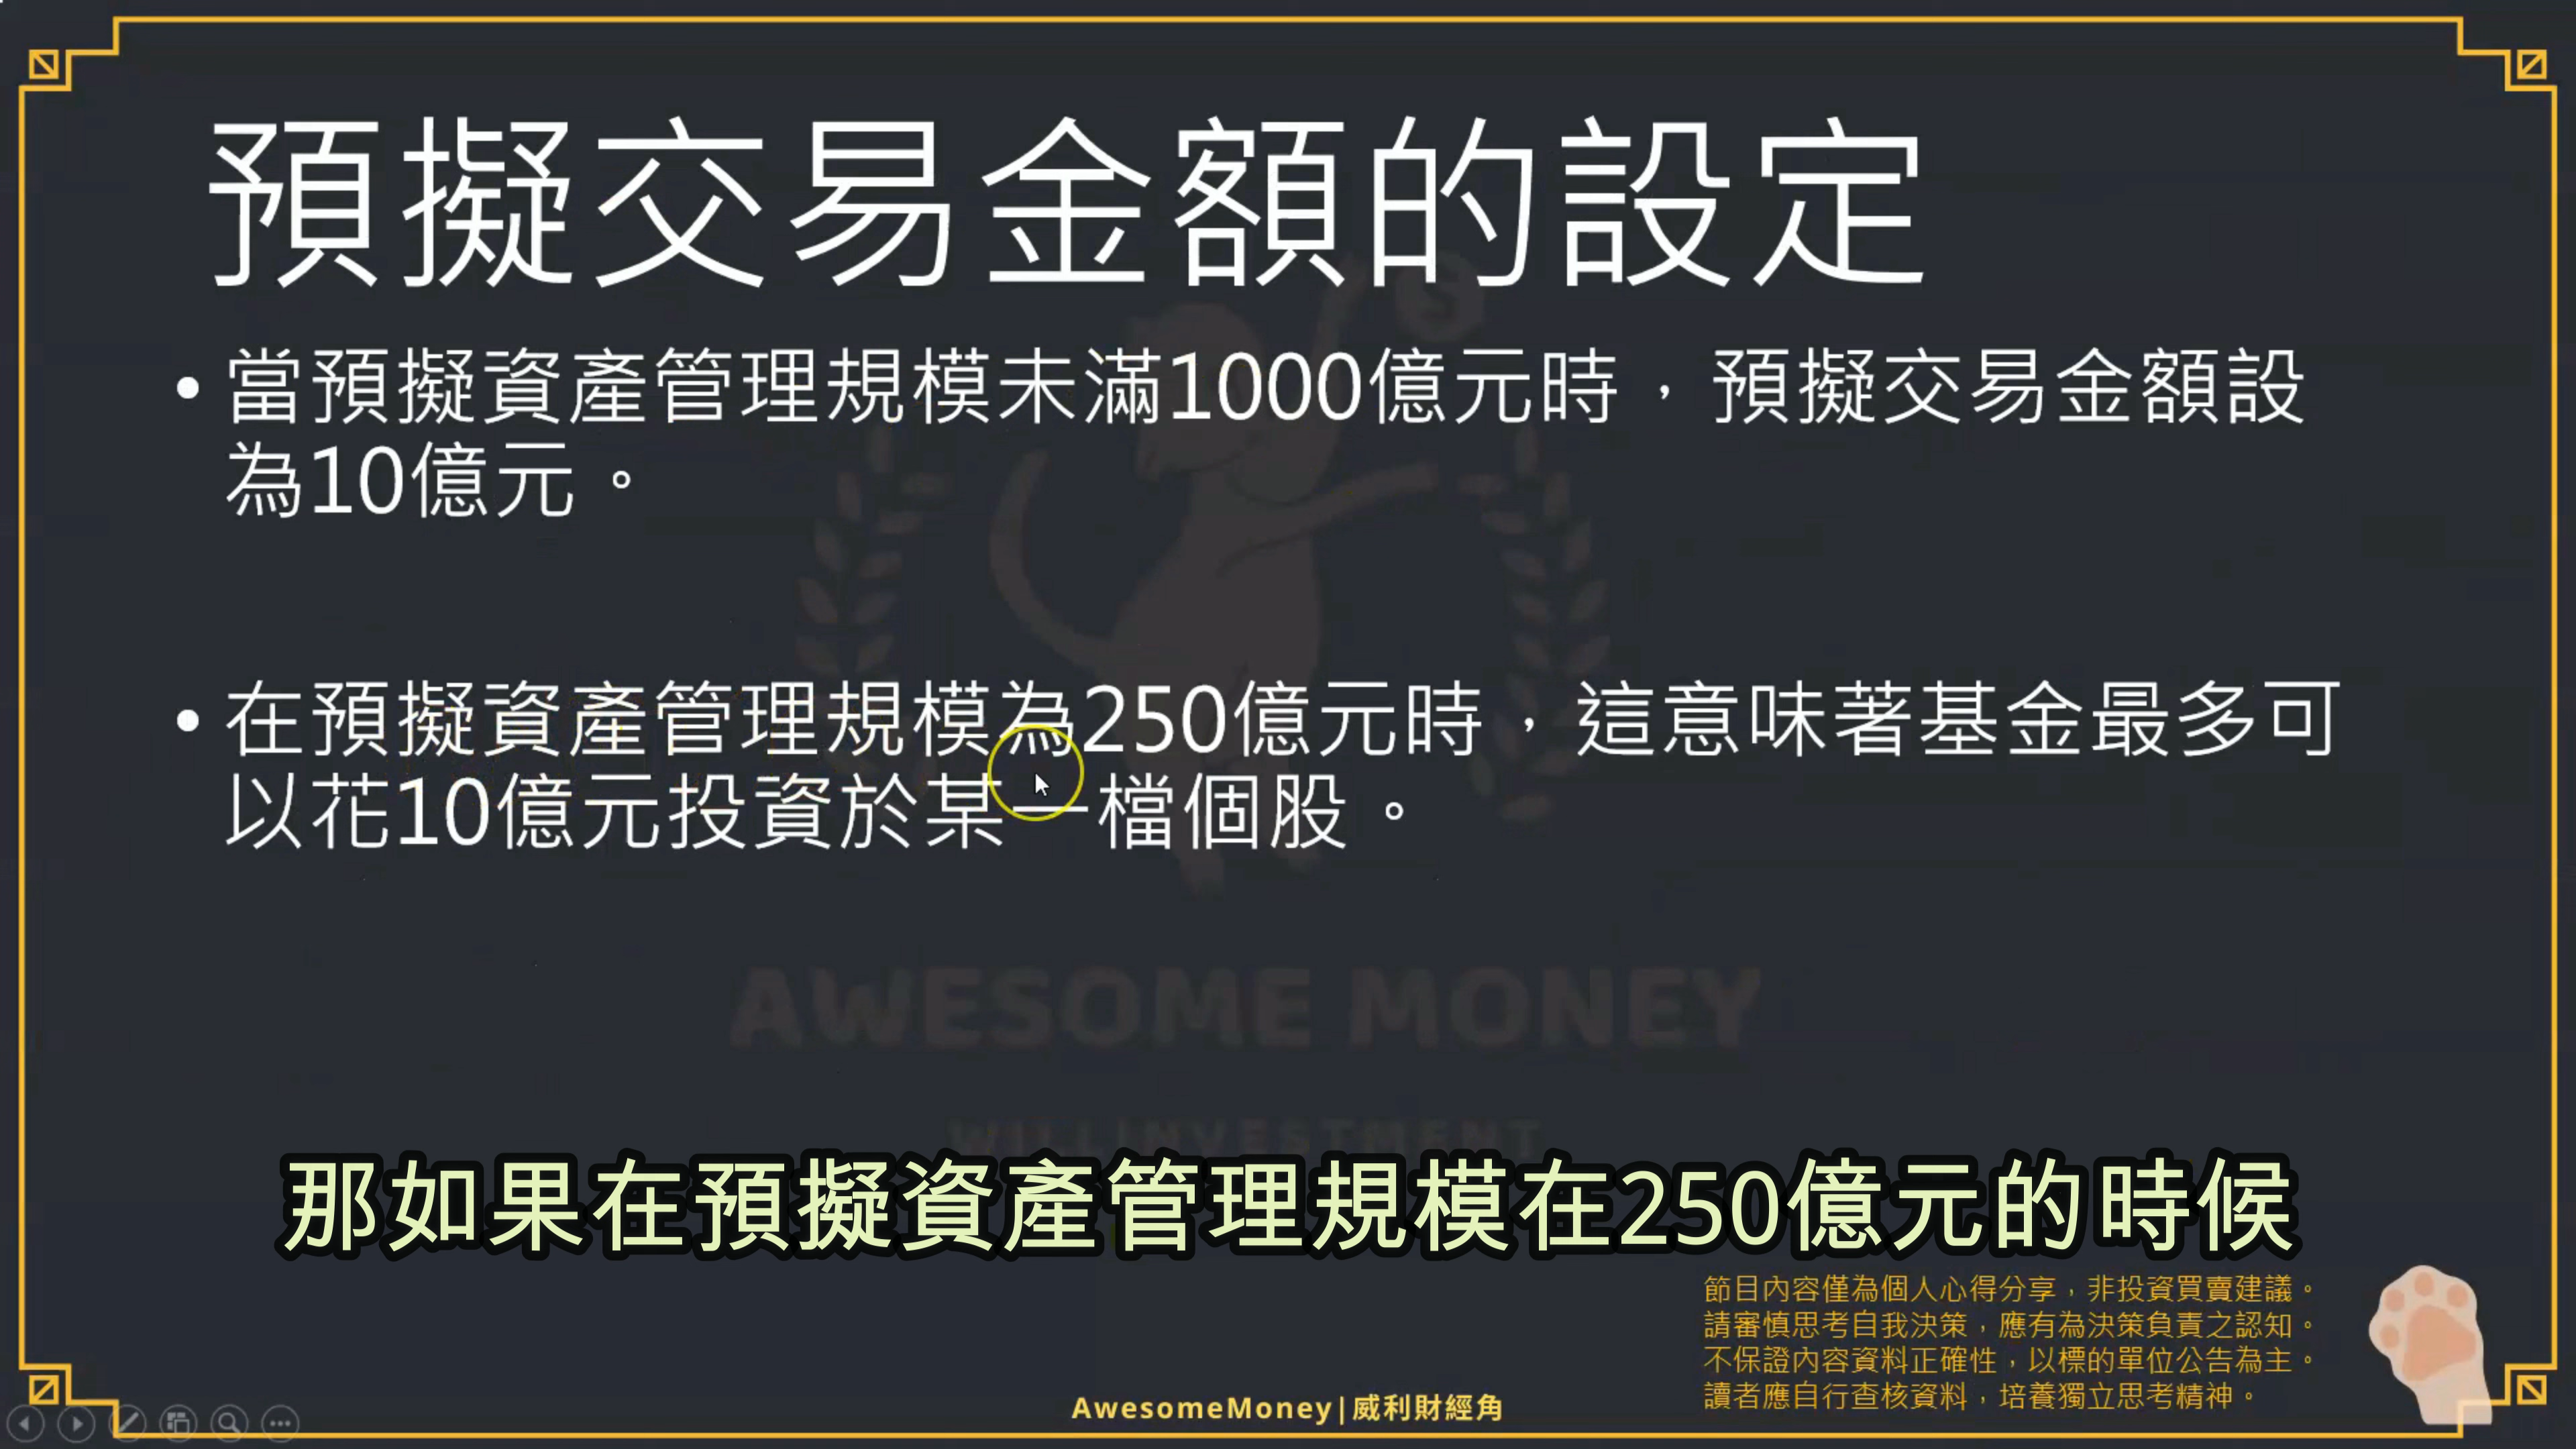 預擬交易金額的設定
• 當預擬資產管理規模未滿1000億元時，預擬交易金額設
為10億元。
• 在預擬資產管理規模為250億元時，這意味著基金最多可
以花10億元投資於某一檔個股。
AWESOME MONEY
WILLINVESTMENT
那如果在預擬資產管理規模在250億元的時候
節目內容僅為個人心得分享，非投資買賣建議。
請審慎思考自我決策，應有為決策負責之認知。
不保證內容資料正確性，以標的單位公告為主。
讀者應自行查核資料，培養獨立思考精神。
AwesomeMoney|威利財經角